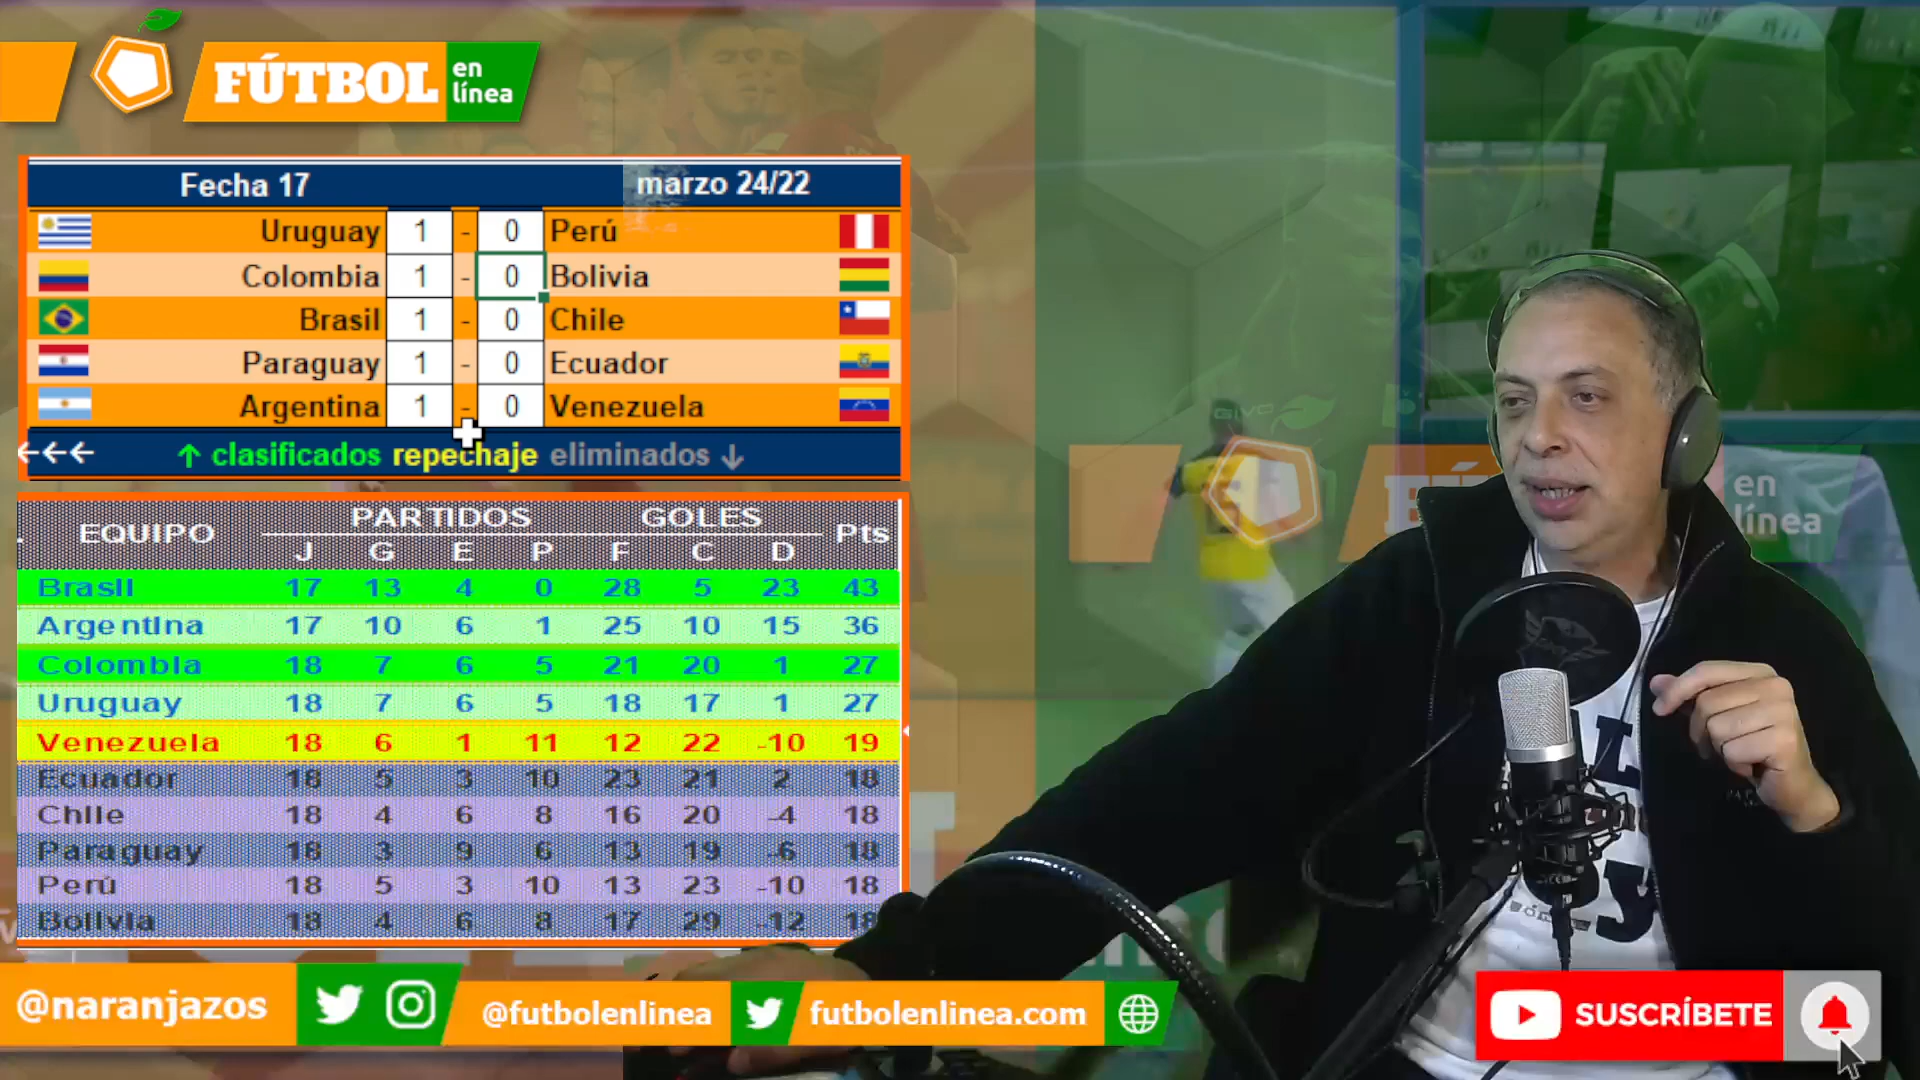 FÚTBOL en línea
Fecha 17 marzo 24/22
Uruguay 1 - 0 Perú
Colombia 1 - 0 Bolivia
Brasil 1 - 0 Chile
Paraguay 1 - 0 Ecuador
Argentina 1 - 0 Venezuela
←←← ↑ clasificados repechaje eliminados ↓
EQUIPO PARTIDOS GOLES Pts
J G E P F C D
Brasil 17 13 4 0 28 5 23 43
Argentina 17 10 6 1 25 10 15 36
Colombia 18 7 6 5 21 20 1 27
Uruguay 18 7 6 5 18 17 1 27
Venezuela 18 6 1 11 12 22 -10 19
Ecuador 18 5 3 10 23 21 2 18
Chile 18 4 6 8 16 20 -4 18
Paraguay 18 3 9 6 13 19 -6 18
Perú 18 5 3 10 13 23 -10 18
Bolivia 18 4 6 8 17 29 -12 18
en línea
@naranjazos @futbolenlinea futbolenlinea.com
SUSCRÍBETE